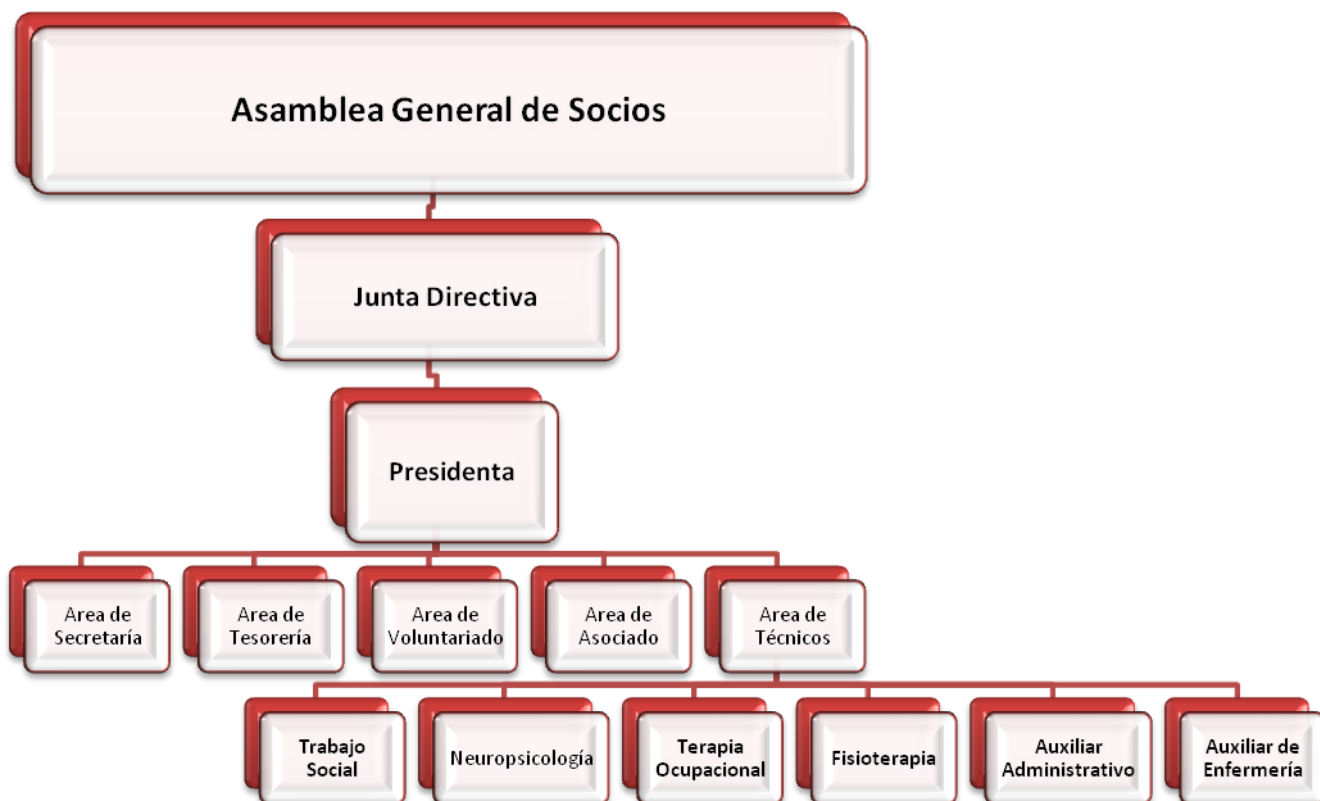 Asamblea General de Socios
Junta Directiva
Presidenta
Area de
Secretaría
Area de
Tesorería
Area de
Voluntariado
Area de
Asociado
Area de
Técnicos
Trabajo
Social
Neuropsicología
Terapia
Ocupacional
Fisioterapia
Auxiliar
Administrativo
Auxiliar de
Enfermería